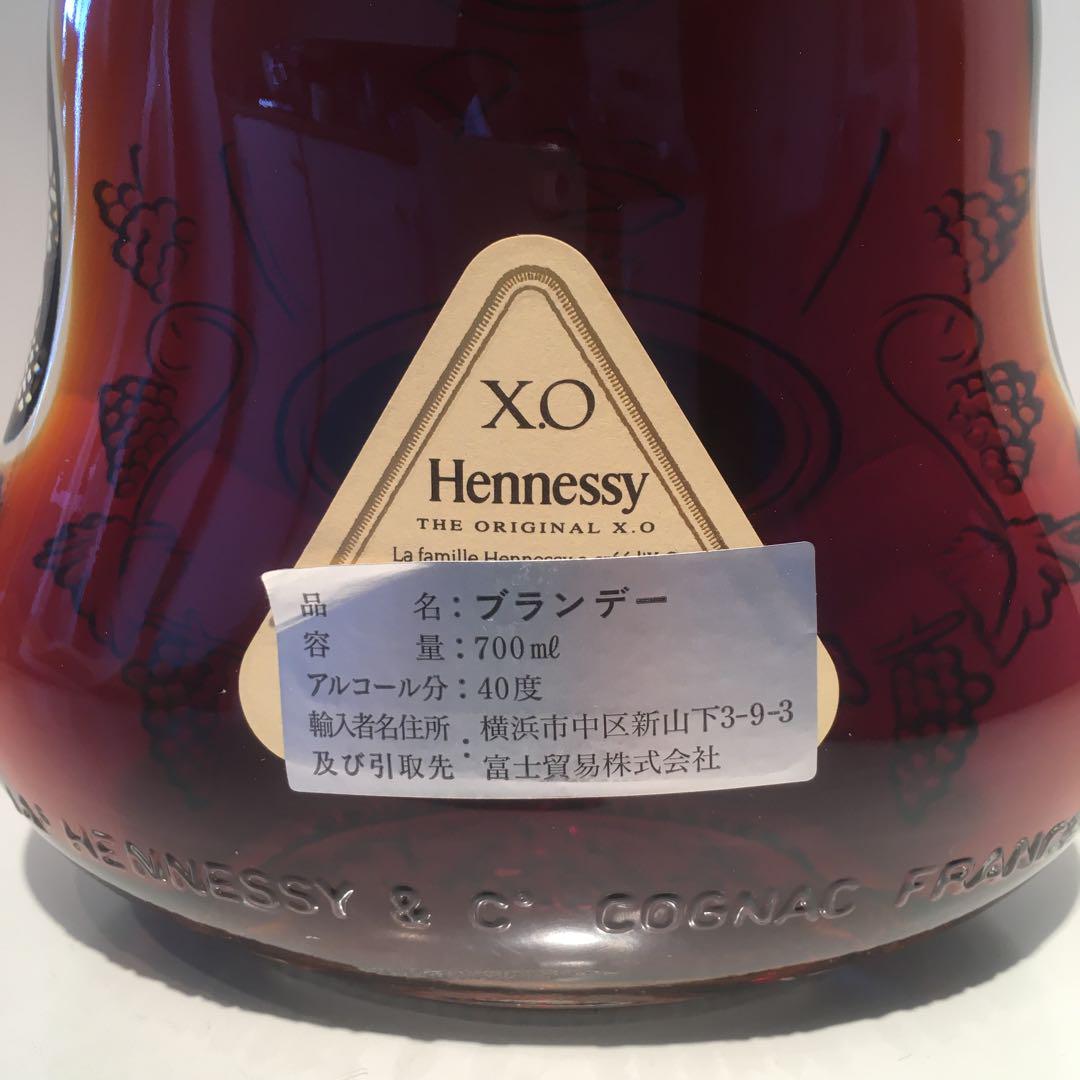 X.O
Hennessy
THE ORIGINAL X.O
La famille Hennessy
品名：ブランデー
容量：700mℓ
アルコール分：40度
輸入者名住所及び引取先：横浜市中区新山下3-9-3
富士貿易株式会社
HENNESSY & Cº COGNAC FRANCE